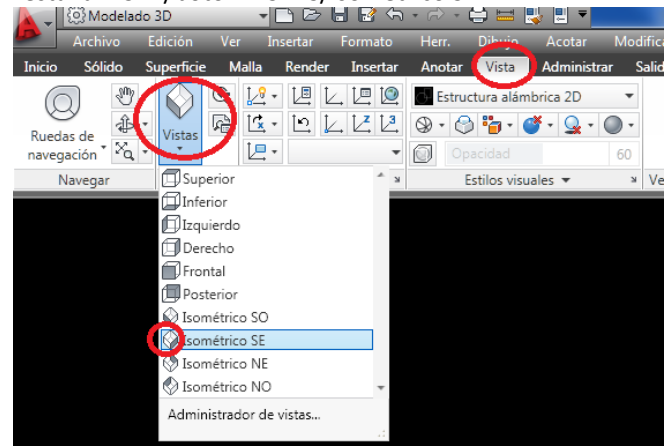 Modelado 3D
Archivo Edición Ver Insertar Formato Herr. Dibujo Acotar Modifica
Inicio Sólido Superficie Malla Render Insertar Anotar Vista Administrar Salid
Estructura alámbrica 2D
Ruedas de navegación
Vistas
Opacidad 60
Navegar
Estilos visuales
Ve
Superior
Inferior
Izquierdo
Derecho
Frontal
Posterior
Isométrico SO
Isométrico SE
Isométrico NE
Isométrico NO
Administrador de vistas...